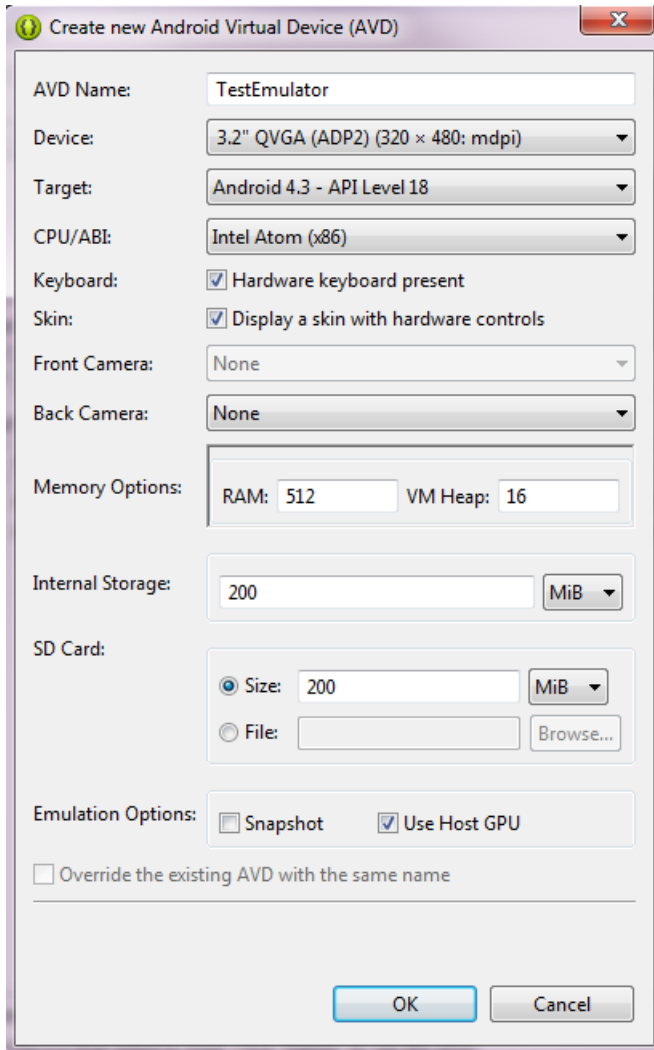 Create new Android Virtual Device (AVD)
AVD Name: TestEmulator
Device: 3.2" QVGA (ADP2) (320 × 480: mdpi)
Target: Android 4.3 - API Level 18
CPU/ABI: Intel Atom (x86)
Keyboard: Hardware keyboard present
Skin: Display a skin with hardware controls
Front Camera: None
Back Camera: None
Memory Options: RAM: 512 VM Heap: 16
Internal Storage: 200 MiB
SD Card:
Size: 200 MiB
File: Browse...
Emulation Options: Snapshot Use Host GPU
Override the existing AVD with the same name
OK Cancel